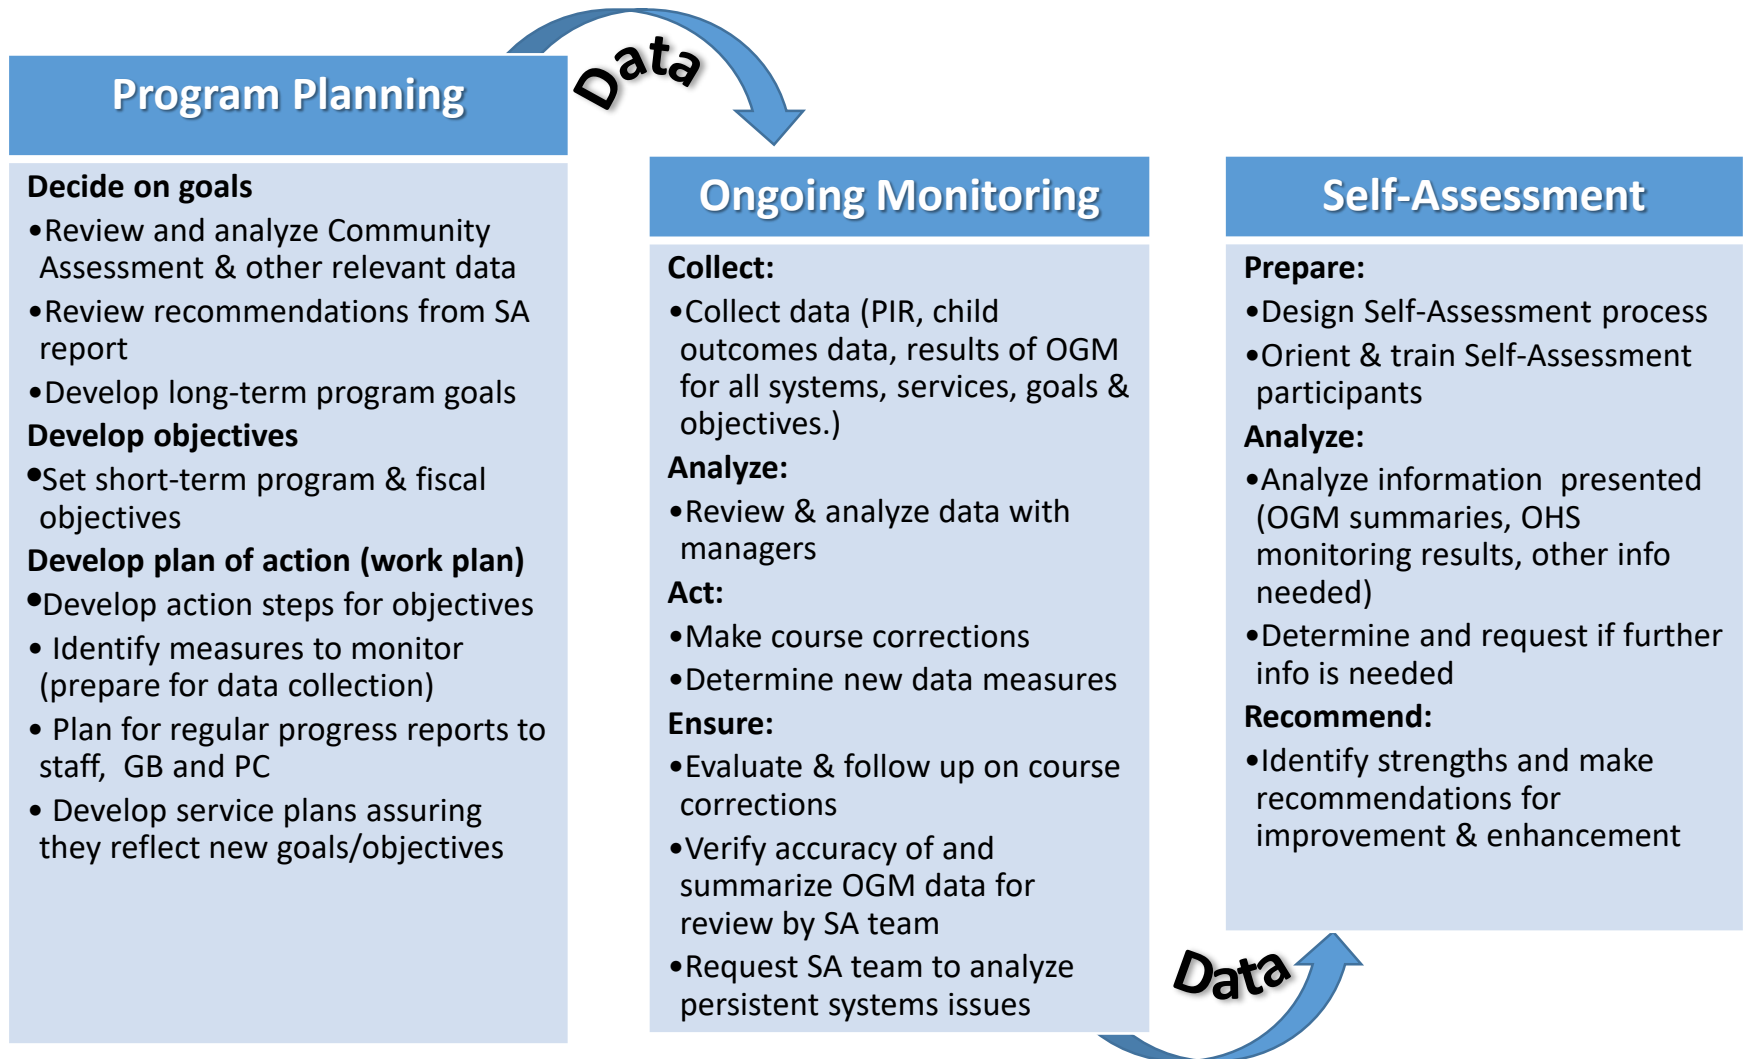 Program Planning
Decide on goals
•Review and analyze Community
Assessment & other relevant data
•Review recommendations from SA
report
•Develop long-term program goals
Develop objectives
•Set short-term program & fiscal
objectives
Develop plan of action (work plan)
•Develop action steps for objectives
• Identify measures to monitor
(prepare for data collection)
• Plan for regular progress reports to
staff, GB and PC
• Develop service plans assuring
they reflect new goals/objectives
Data
Ongoing Monitoring
Collect:
•Collect data (PIR, child
outcomes data, results of OGM
for all systems, services, goals &
objectives.)
Analyze:
•Review & analyze data with
managers
Act:
•Make course corrections
•Determine new data measures
Ensure:
•Evaluate & follow up on course
corrections
•Verify accuracy of and
summarize OGM data for
review by SA team
•Request SA team to analyze
persistent systems issues
Data
Self-Assessment
Prepare:
•Design Self-Assessment process
•Orient & train Self-Assessment
participants
Analyze:
•Analyze information presented
(OGM summaries, OHS
monitoring results, other info
needed)
•Determine and request if further
info is needed
Recommend:
•Identify strengths and make
recommendations for
improvement & enhancement